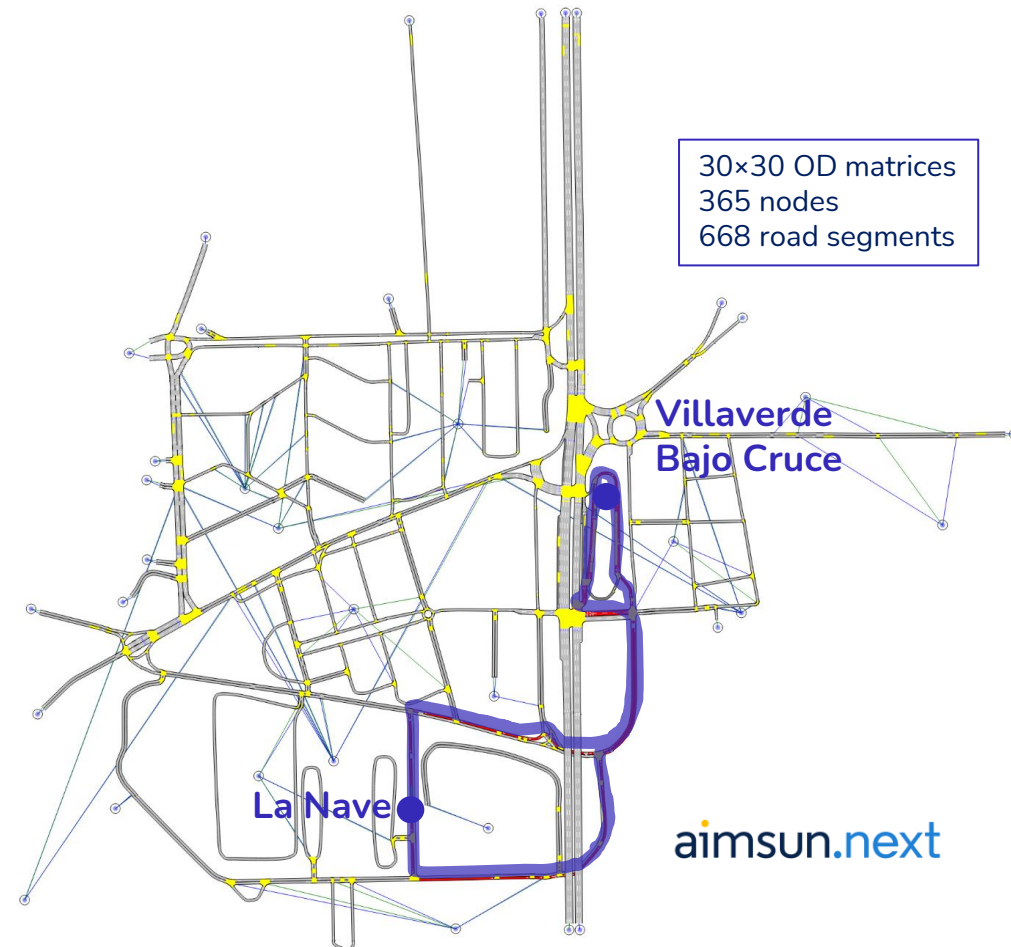 30×30 OD matrices
365 nodes
668 road segments
Villaverde
Bajo Cruce
La Nave
aimsun.next